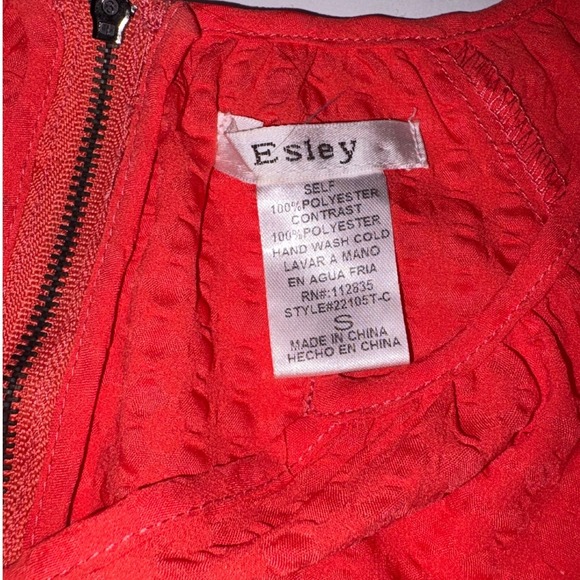 Esley
SELF
100%POLYESTER
CONTRAST
100%POLYESTER
HAND WASH COLD
LAVAR A MANO
EN AGUA FRIA
RN#:112835
STYLE#22105T-C
S
MADE IN CHINA
HECHO EN CHINA